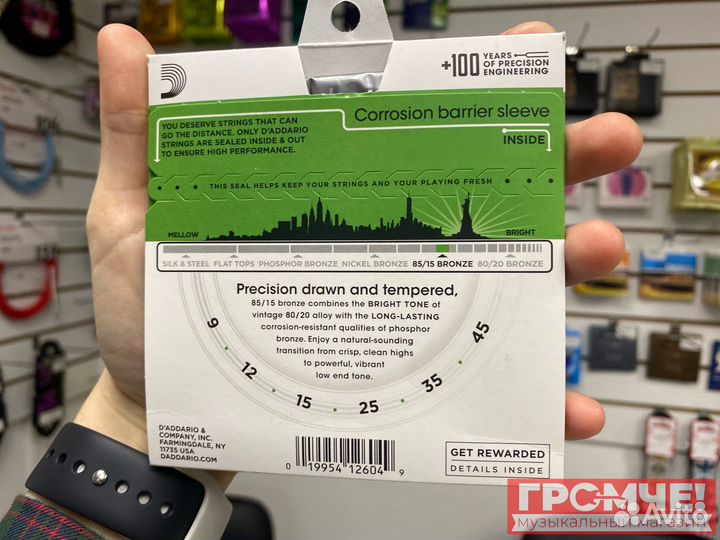 +100 YEARS
OF PRECISION
ENGINEERING
YOU DESERVE STRINGS THAT CAN
GO THE DISTANCE. ONLY D'ADDARIO
STRINGS ARE SEALED INSIDE & OUT
TO ENSURE HIGH PERFORMANCE.
Corrosion barrier sleeve
INSIDE
THIS SEAL HELPS KEEP YOUR STRINGS AND YOUR PLAYING FRESH
MELLOW BRIGHT
SILK & STEEL FLAT TOPS PHOSPHOR BRONZE NICKEL BRONZE 85/15 BRONZE 80/20 BRONZE
Precision drawn and tempered,
85/15 bronze combines the BRIGHT TONE of
vintage 80/20 alloy with the LONG-LASTING
corrosion-resistant qualities of phosphor
bronze. Enjoy a natural-sounding
transition from crisp, clean highs
to powerful, vibrant
low end tone.
9 12 15 25 35 45
D'ADDARIO &
COMPANY, INC.
FARMINGDALE, NY
11735 USA
DADDARIO.COM
0 19954 12604 9
GET REWARDED
DETAILS INSIDE
ГРОМЧЕ!
музыкальный магазин
Avito